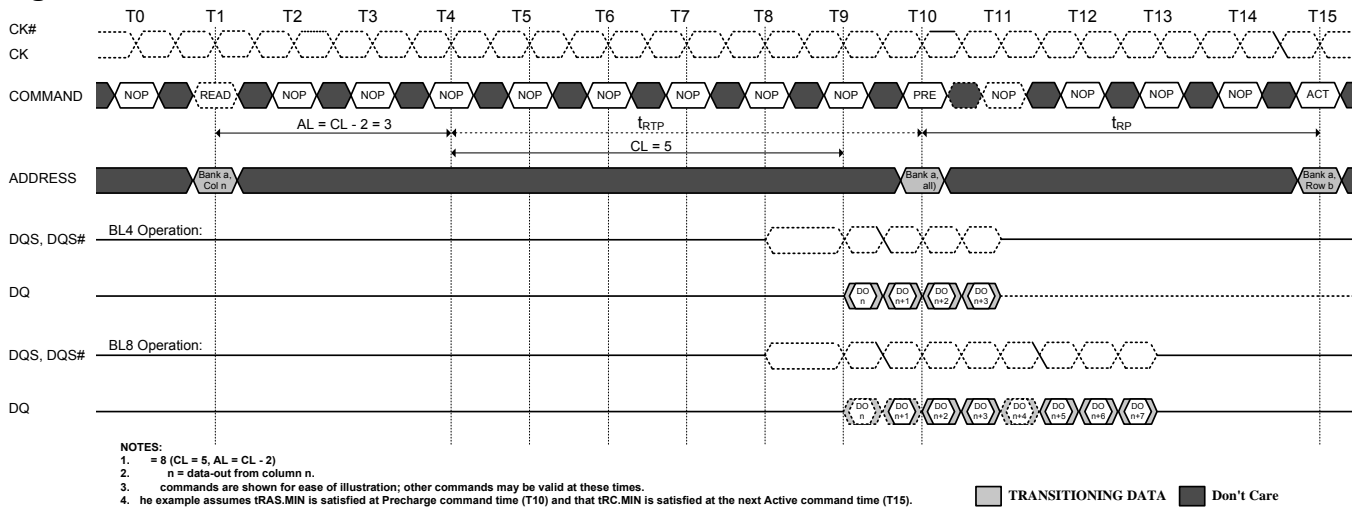 T0 T1 T2 T3 T4 T5 T6 T7 T8 T9 T10 T11 T12 T13 T14 T15
CK#
CK
COMMAND NOP READ NOP NOP NOP NOP NOP NOP NOP NOP PRE NOP NOP NOP NOP ACT
AL = CL - 2 = 3 tRTP tRP
CL = 5
ADDRESS Bank a, Col n Bank a, all) Bank a, Row b
BL4 Operation:
DQS, DQS#
DQ DO n DO n+1 DO n+2 DO n+3
BL8 Operation:
DQS, DQS#
DQ DO n DO n+1 DO n+2 DO n+3 DO n+4 DO n+5 DO n+6 DO n+7
NOTES:
1. = 8 (CL = 5, AL = CL - 2)
2. n = data-out from column n.
3. commands are shown for ease of illustration; other commands may be valid at these times.
4. he example assumes tRAS.MIN is satisfied at Precharge command time (T10) and that tRC.MIN is satisfied at the next Active command time (T15).
TRANSITIONING DATA Don't Care